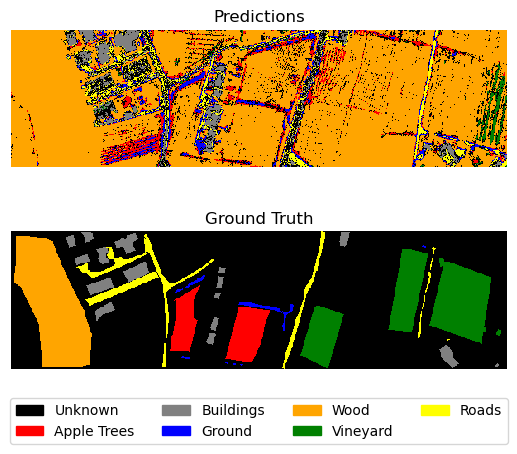 Predictions
Ground Truth
Unknown Buildings Wood Roads
Apple Trees Ground Vineyard